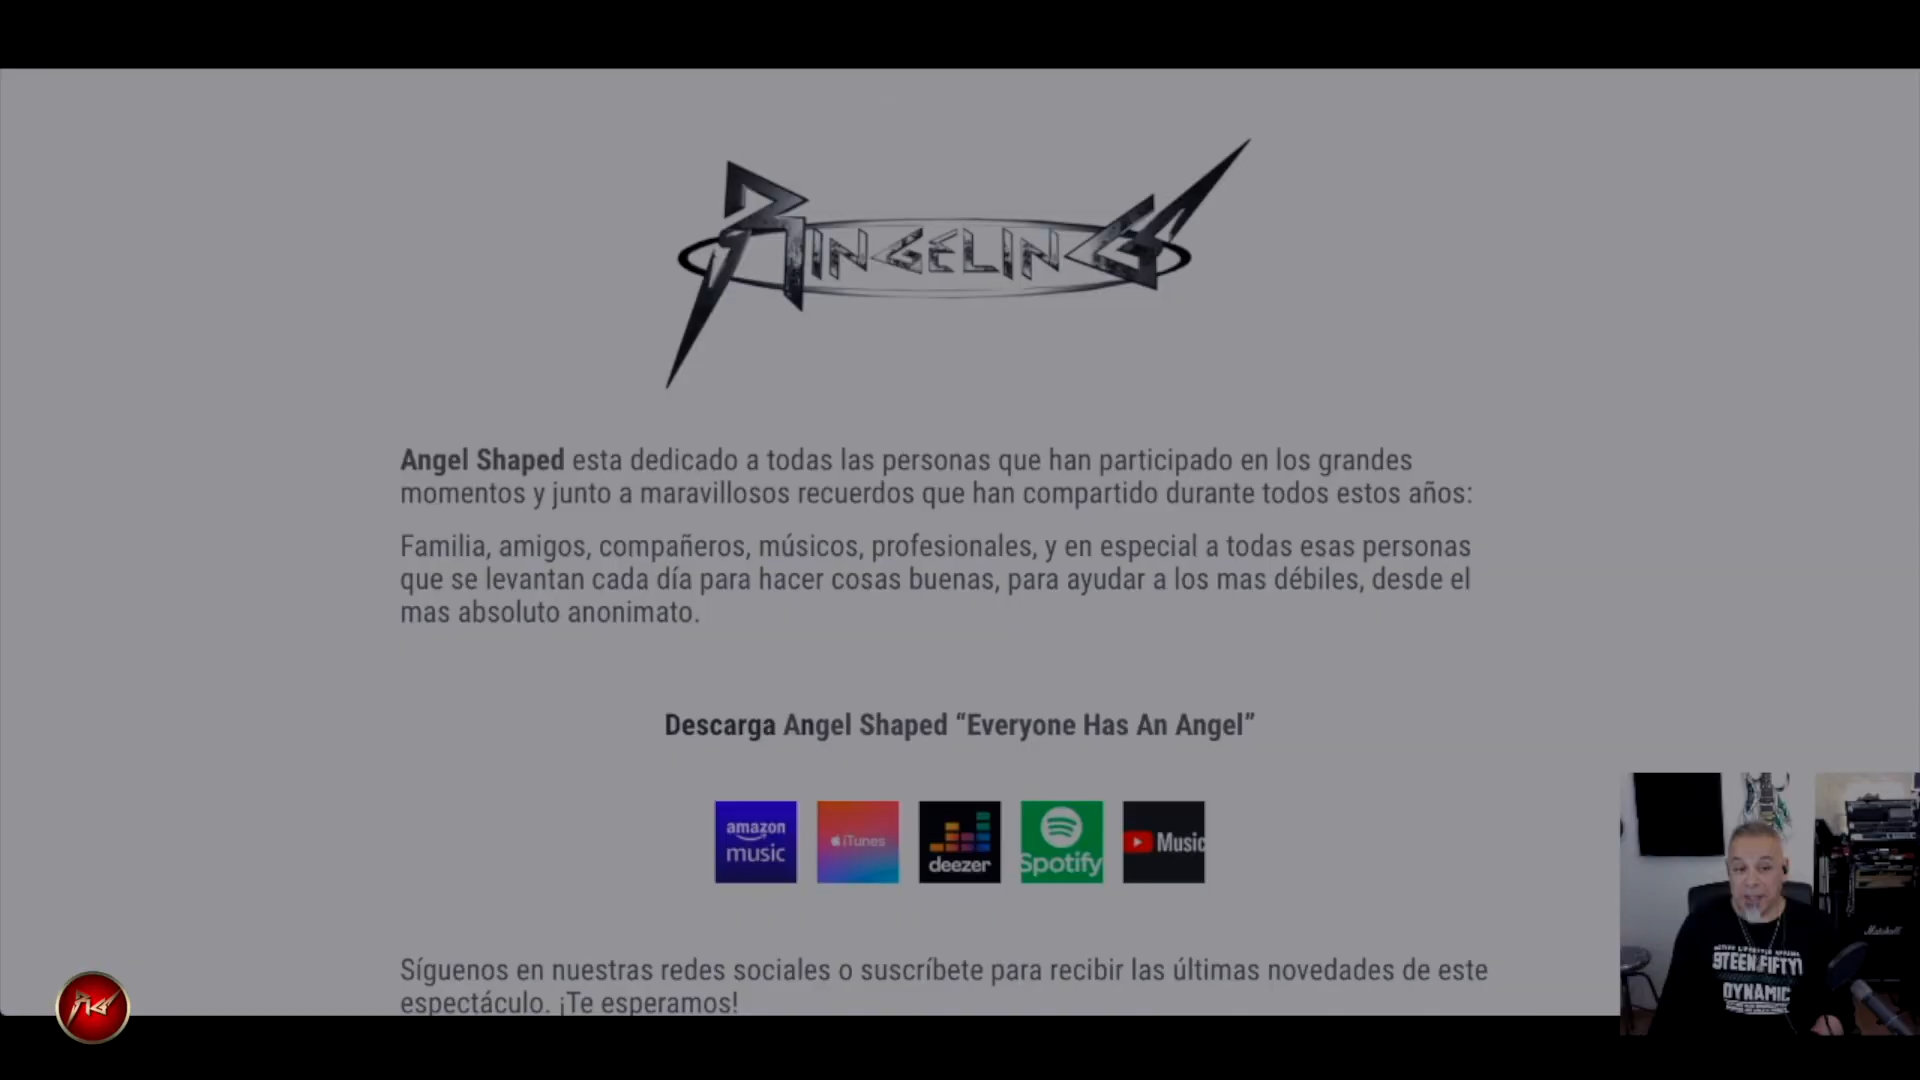 ANGELING
Angel Shaped esta dedicado a todas las personas que han participado en los grandes
momentos y junto a maravillosos recuerdos que han compartido durante todos estos años:
Familia, amigos, compañeros, músicos, profesionales, y en especial a todas esas personas
que se levantan cada día para hacer cosas buenas, para ayudar a los mas débiles, desde el
mas absoluto anonimato.
Descarga Angel Shaped “Everyone Has An Angel”
amazon
music
iTunes
deezer
Spotify
Music
Síguenos en nuestras redes sociales o suscríbete para recibir las últimas novedades de este
espectáculo. ¡Te esperamos!
Marshall
DYNAMIC